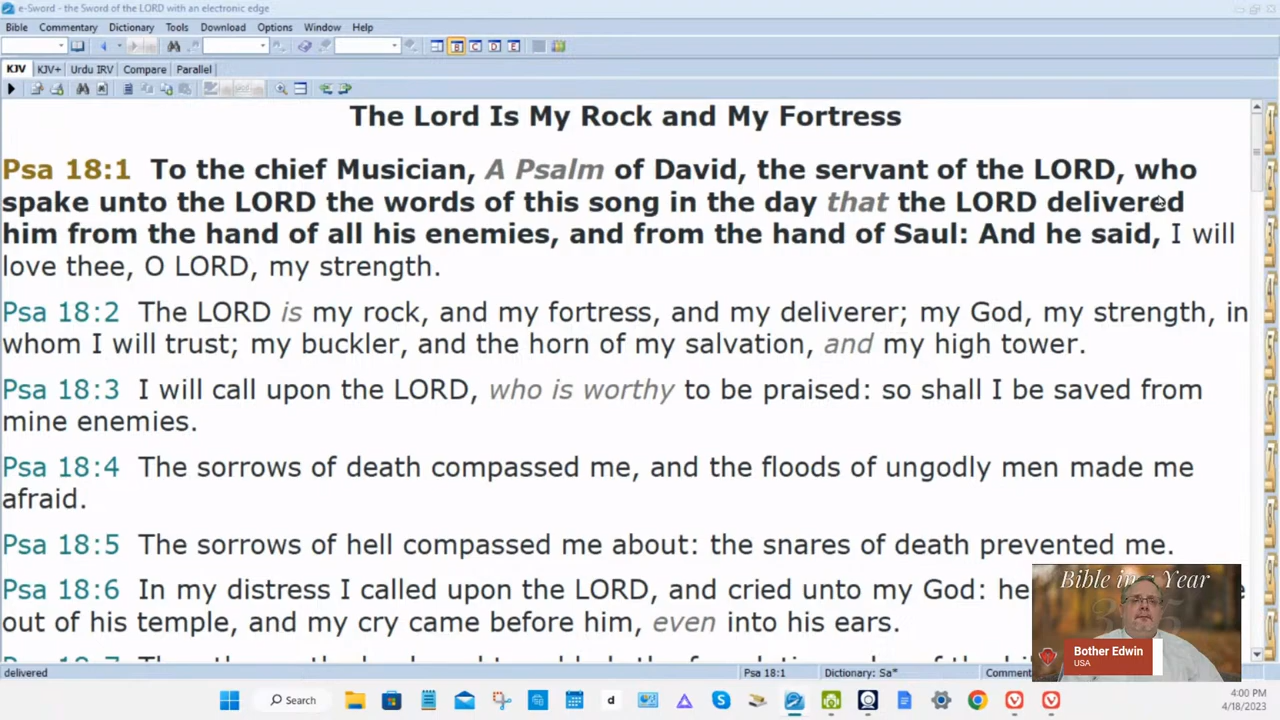 e-Sword - the Sword of the LORD with an electronic edge
Bible Commentary Dictionary Tools Download Options Window Help
B C D E
KJV KJV+ Urdu IRV Compare Parallel
The Lord Is My Rock and My Fortress
Psa 18:1 To the chief Musician, A Psalm of David, the servant of the LORD, who
spake unto the LORD the words of this song in the day that the LORD delivered
him from the hand of all his enemies, and from the hand of Saul: And he said, I will
love thee, O LORD, my strength.
Psa 18:2 The LORD is my rock, and my fortress, and my deliverer; my God, my strength, in
whom I will trust; my buckler, and the horn of my salvation, and my high tower.
Psa 18:3 I will call upon the LORD, who is worthy to be praised: so shall I be saved from
mine enemies.
Psa 18:4 The sorrows of death compassed me, and the floods of ungodly men made me
afraid.
Psa 18:5 The sorrows of hell compassed me about: the snares of death prevented me.
Psa 18:6 In my distress I called upon the LORD, and cried unto my God: he
out of his temple, and my cry came before him, even into his ears.
Bible in a Year
365
Bother Edwin
USA
delivered Psa 18:1 Dictionary: Sa* Comment
Search
4:00 PM
4/18/2023